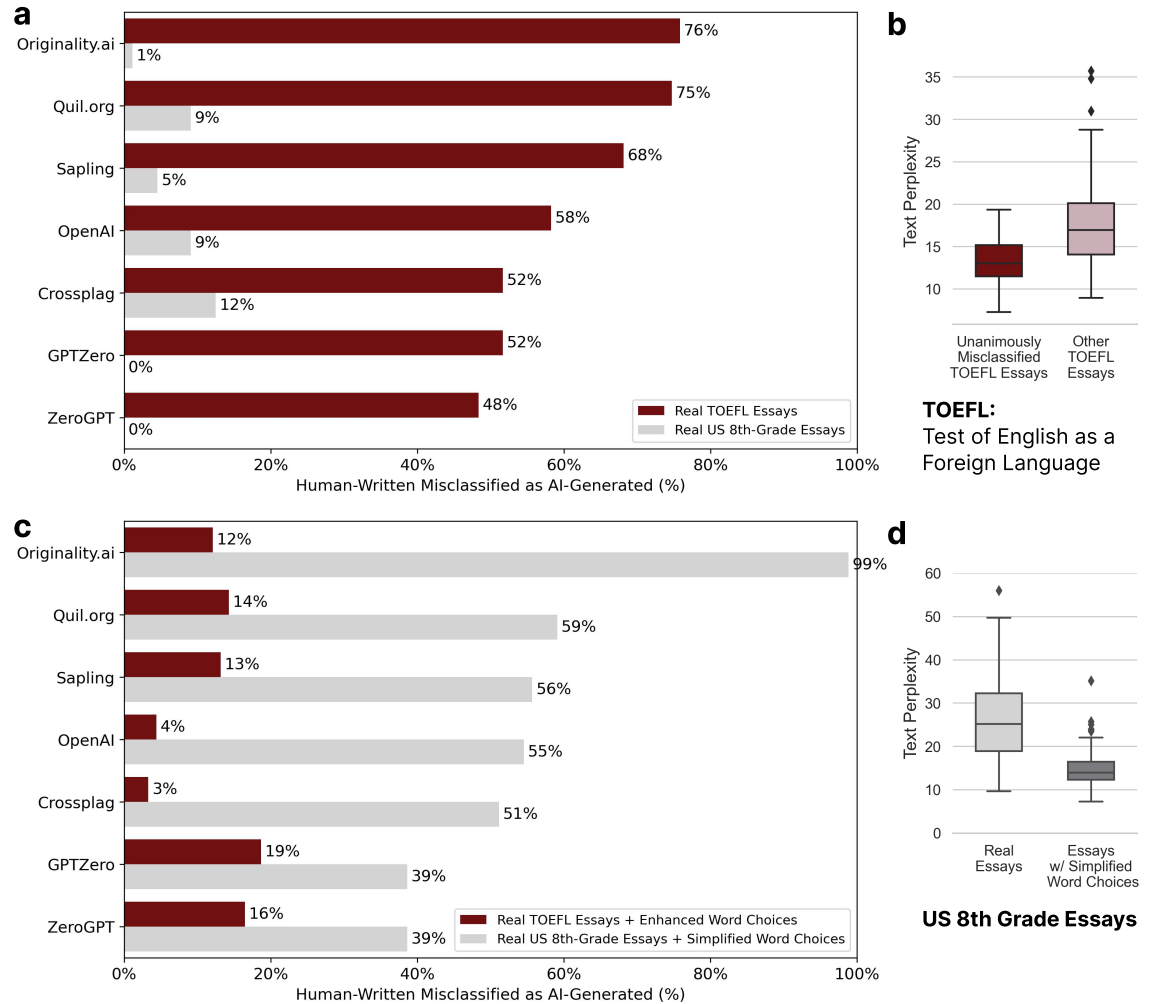 a
Originality.ai
76%
1%
Quil.org
75%
9%
Sapling
68%
5%
OpenAI
58%
9%
Crossplag
52%
12%
GPTZero
52%
0%
ZeroGPT
48%
0%
Real TOEFL Essays
Real US 8th-Grade Essays
0% 20% 40% 60% 80% 100%
Human-Written Misclassified as AI-Generated (%)
b
Text Perplexity
35
30
25
20
15
10
Unanimously
Misclassified
TOEFL Essays
Other
TOEFL
Essays
TOEFL:
Test of English as a
Foreign Language
c
Originality.ai
12%
99%
Quil.org
14%
59%
Sapling
13%
56%
OpenAI
4%
55%
Crossplag
3%
51%
GPTZero
19%
39%
ZeroGPT
16%
39%
Real TOEFL Essays + Enhanced Word Choices
Real US 8th-Grade Essays + Simplified Word Choices
0% 20% 40% 60% 80% 100%
Human-Written Misclassified as AI-Generated (%)
d
Text Perplexity
60
50
40
30
20
10
0
Real
Essays
Essays
w/ Simplified
Word Choices
US 8th Grade Essays